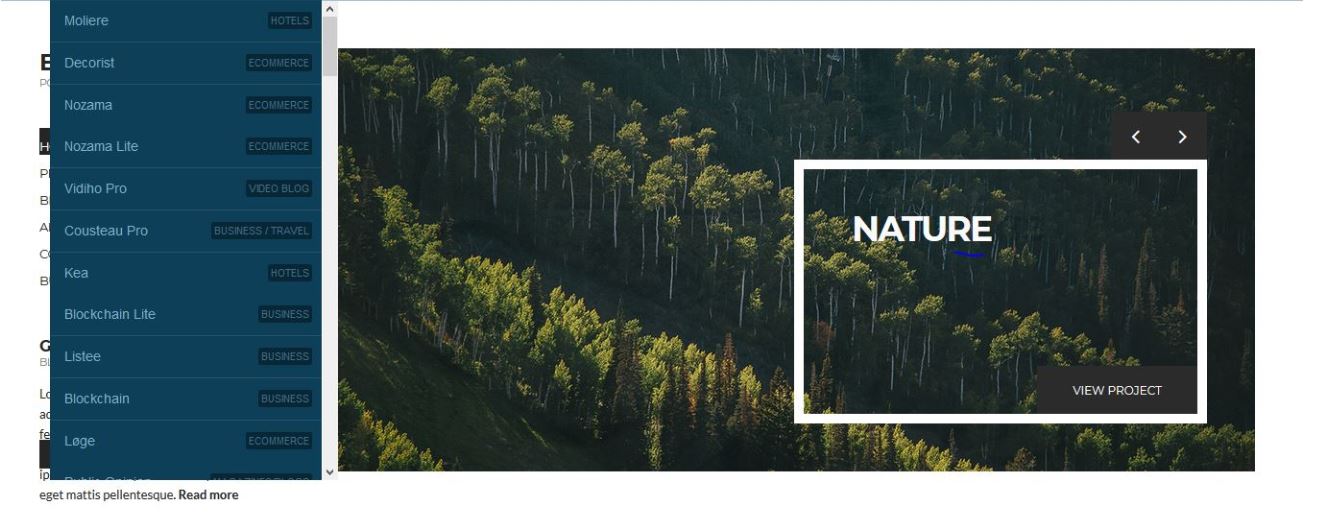 Moliere HOTELS
Decorist ECOMMERCE
Nozama ECOMMERCE
Nozama Lite ECOMMERCE
Vidiho Pro VIDEO BLOG
Cousteau Pro BUSINESS / TRAVEL
Kea HOTELS
Blockchain Lite BUSINESS
Listee BUSINESS
Blockchain BUSINESS
Løge ECOMMERCE
eget mattis pellentesque. Read more
NATURE
VIEW PROJECT